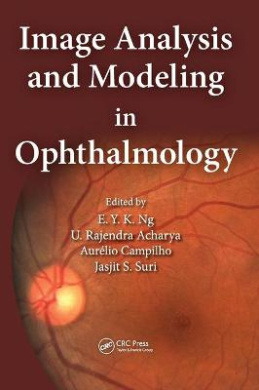 Image Analysis
and Modeling
in
Ophthalmology
Edited by
E. Y. K. Ng
U. Rajendra Acharya
Aurélio Campilho
Jasjit S. Suri
CRC
CRC Press
Taylor & Francis Group